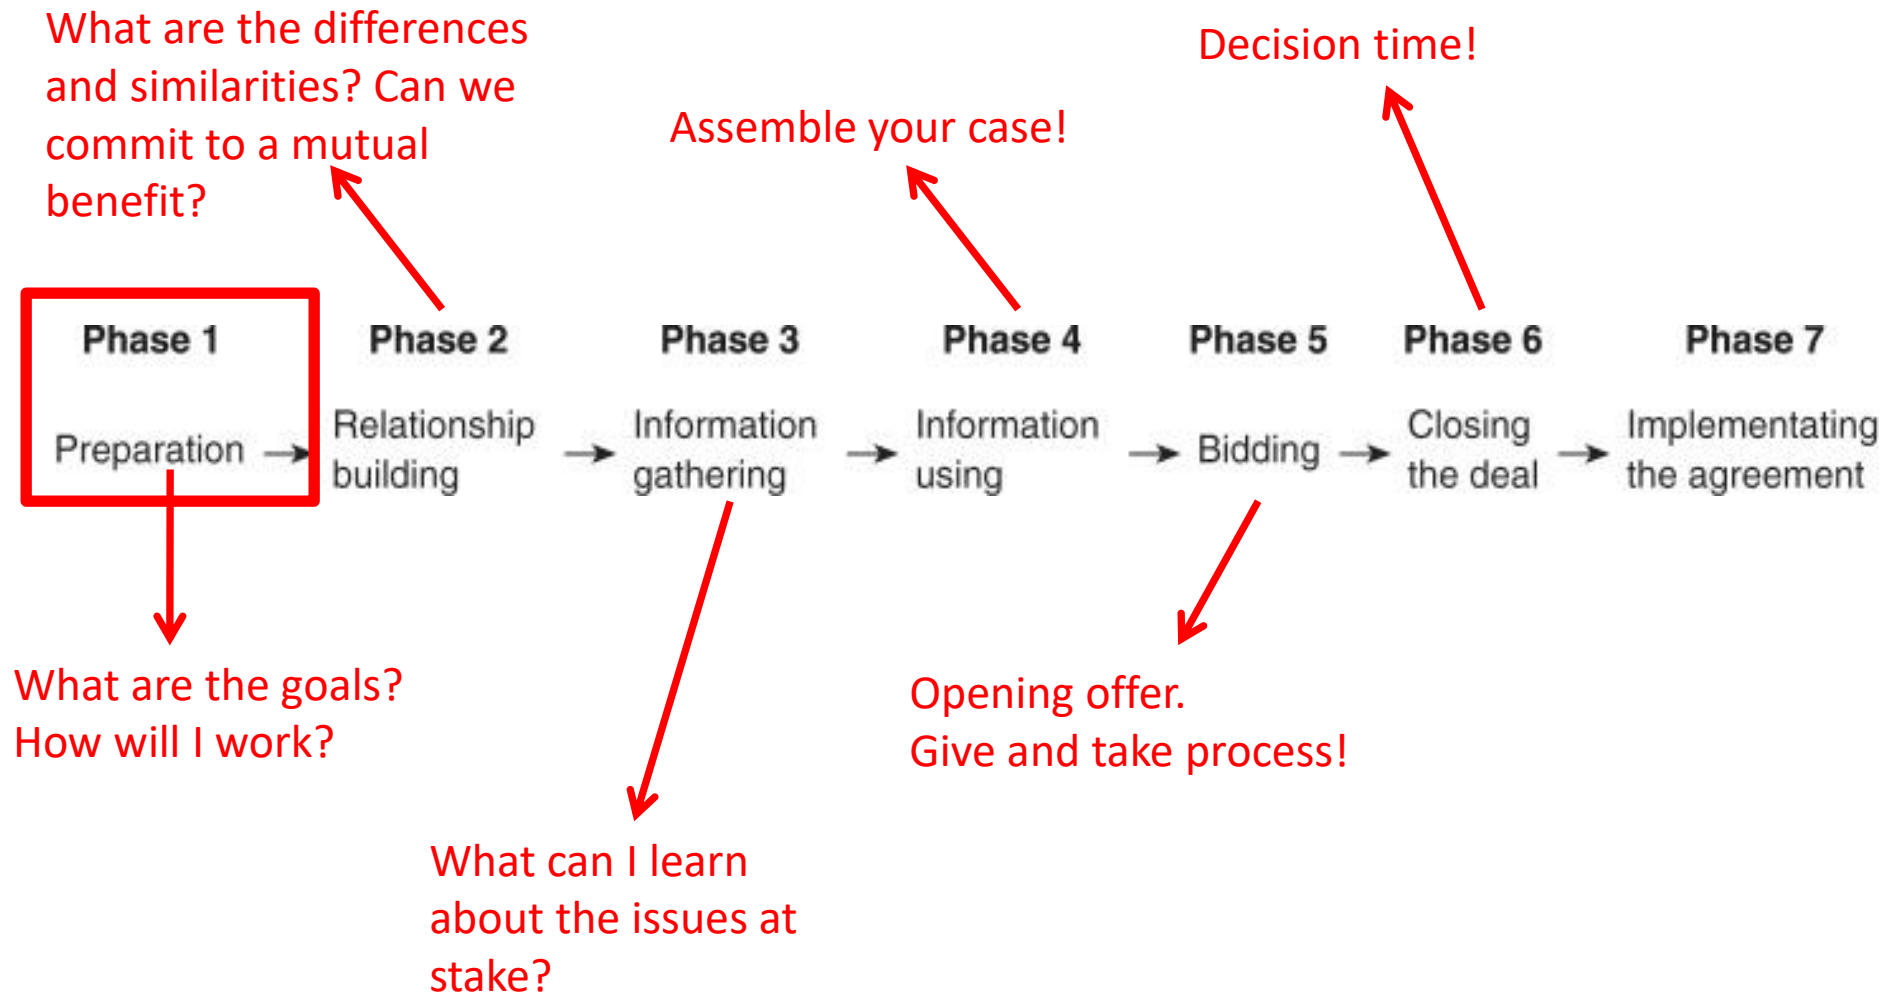 What are the differences
and similarities? Can we
commit to a mutual
benefit?
Assemble your case!
Decision time!
Phase 1
Phase 2
Phase 3
Phase 4
Phase 5
Phase 6
Phase 7
Preparation
Relationship
building
Information
gathering
Information
using
Bidding
Closing
the deal
Implementating
the agreement
What are the goals?
How will I work?
What can I learn
about the issues at
stake?
Opening offer.
Give and take process!